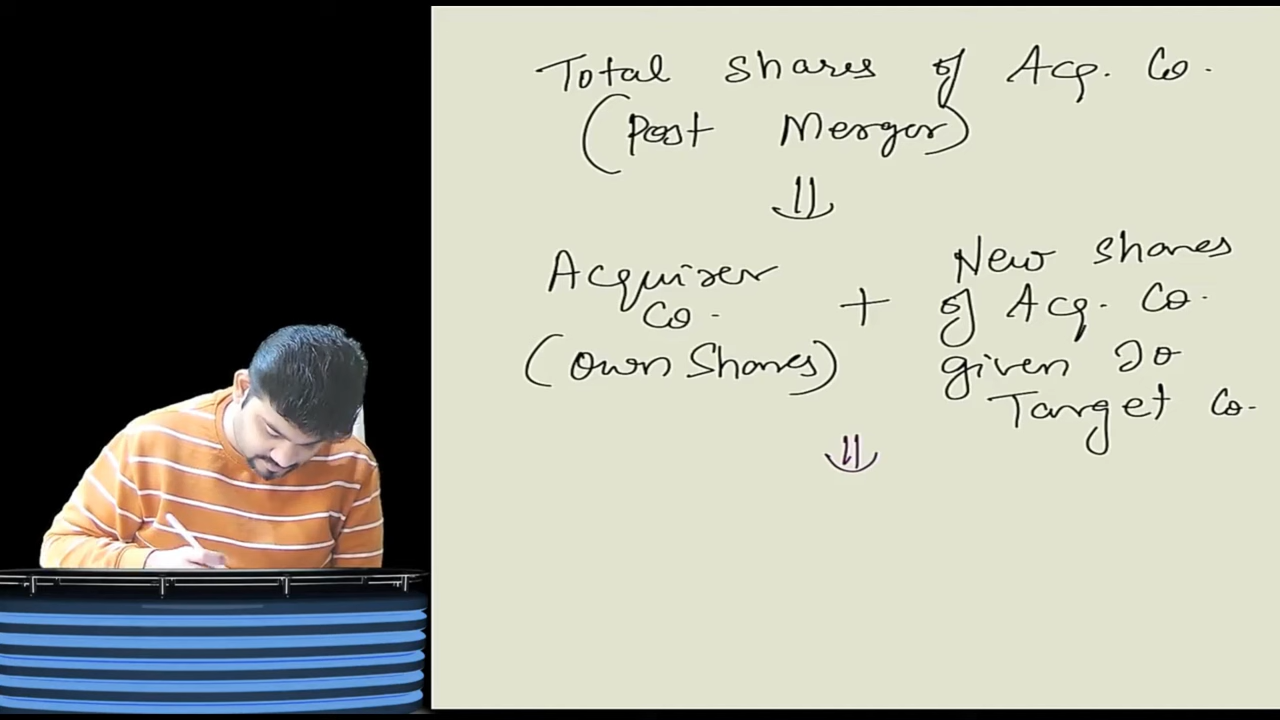 Total shares of Acq. Co.
(Post Merger)
Acquirer
Co.
(Own Shares)
+
New shares
of Acq. Co.
given to
Target Co.